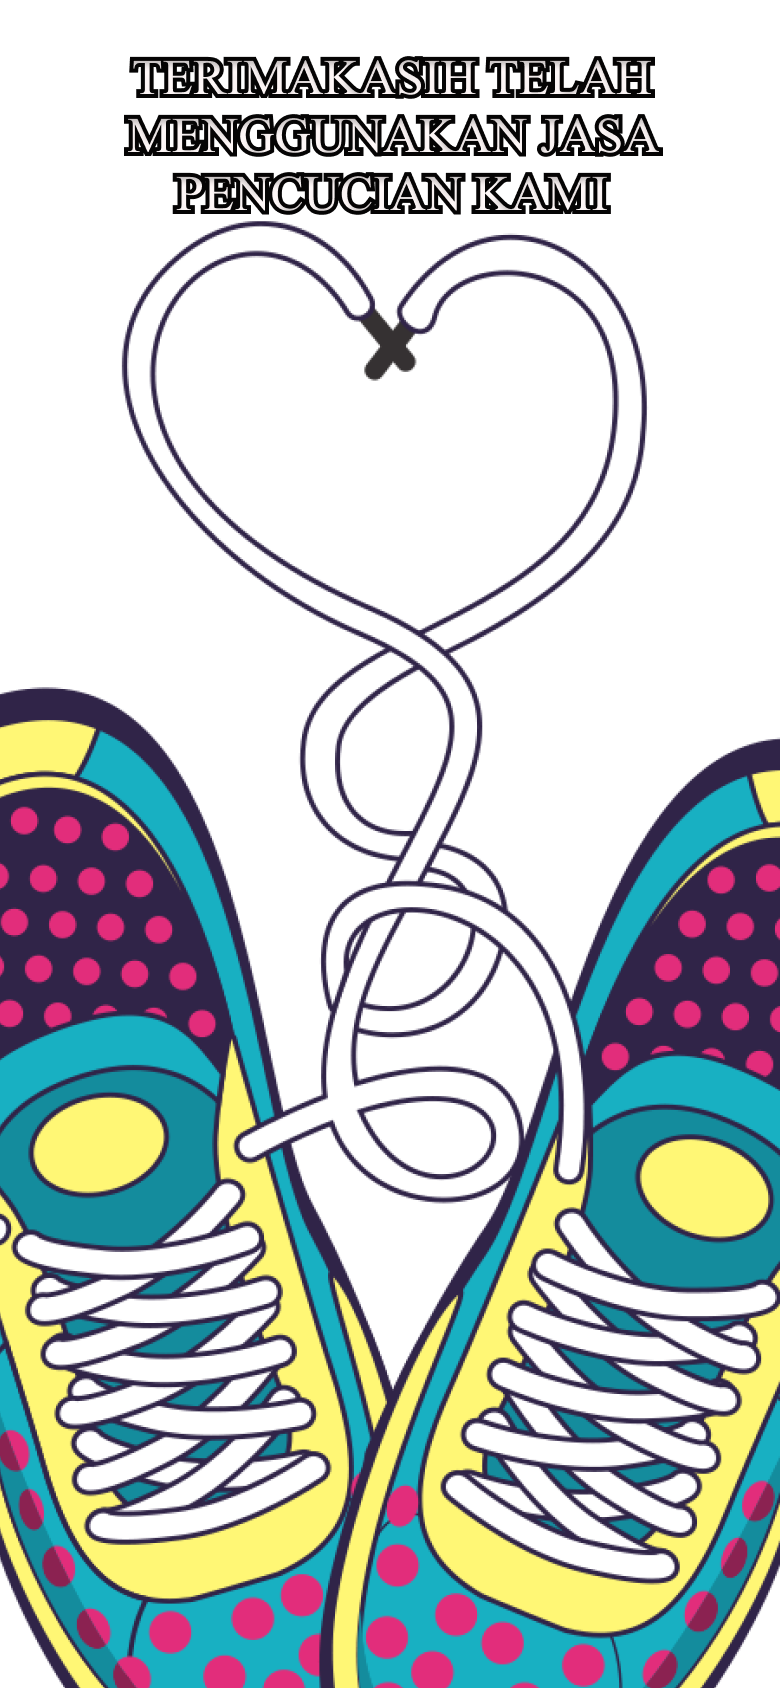 TERIMAKASIH TELAH
MENGGUNAKAN JASA
PENCUCIAN KAMI